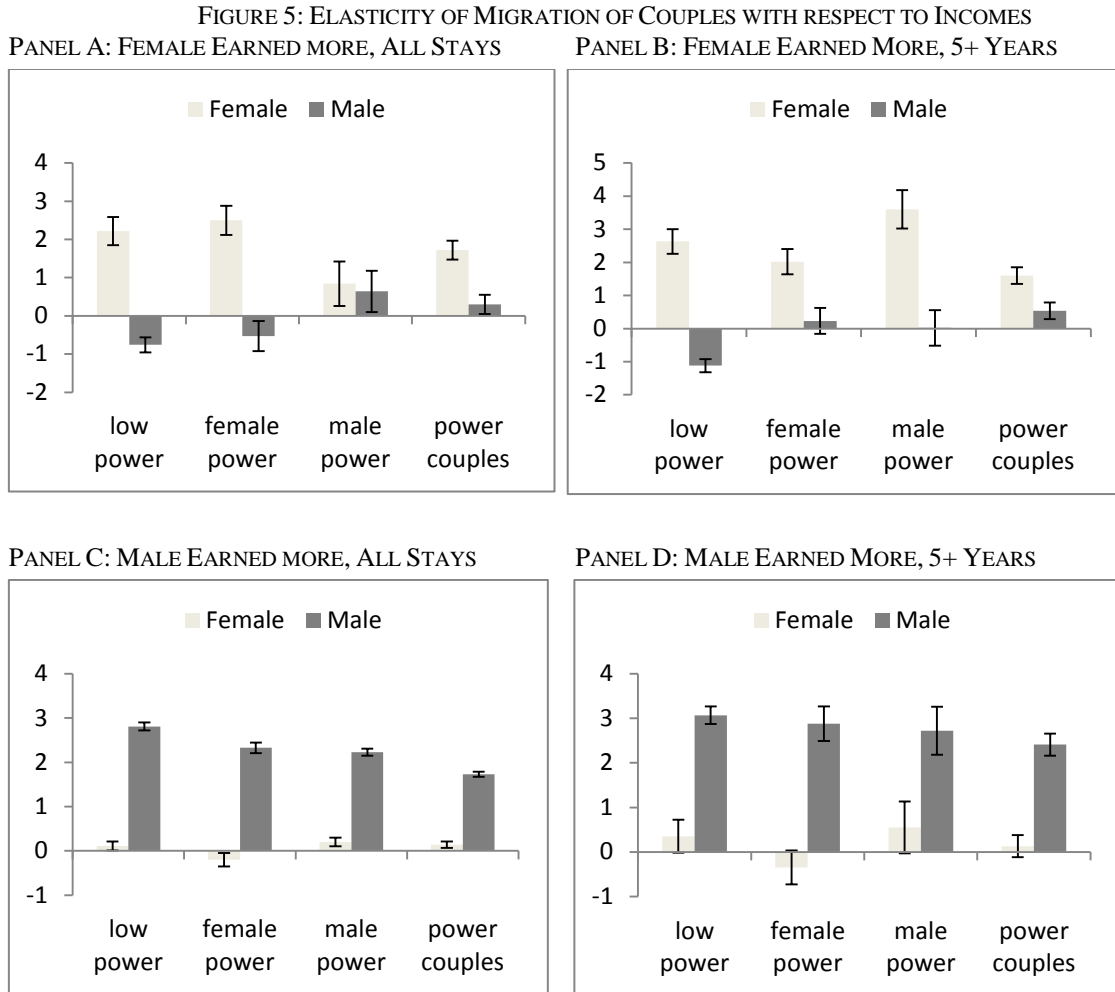 FIGURE 5: ELASTICITY OF MIGRATION OF COUPLES WITH RESPECT TO INCOMES
PANEL A: FEMALE EARNED MORE, ALL STAYS
Female Male
4
3
2
1
0
-1
-2
low power
female power
male power
power couples
PANEL B: FEMALE EARNED MORE, 5+ YEARS
Female Male
5
4
3
2
1
0
-1
-2
low power
female power
male power
power couples
PANEL C: MALE EARNED MORE, ALL STAYS
Female Male
4
3
2
1
0
-1
low power
female power
male power
power couples
PANEL D: MALE EARNED MORE, 5+ YEARS
Female Male
4
3
2
1
0
-1
low power
female power
male power
power couples